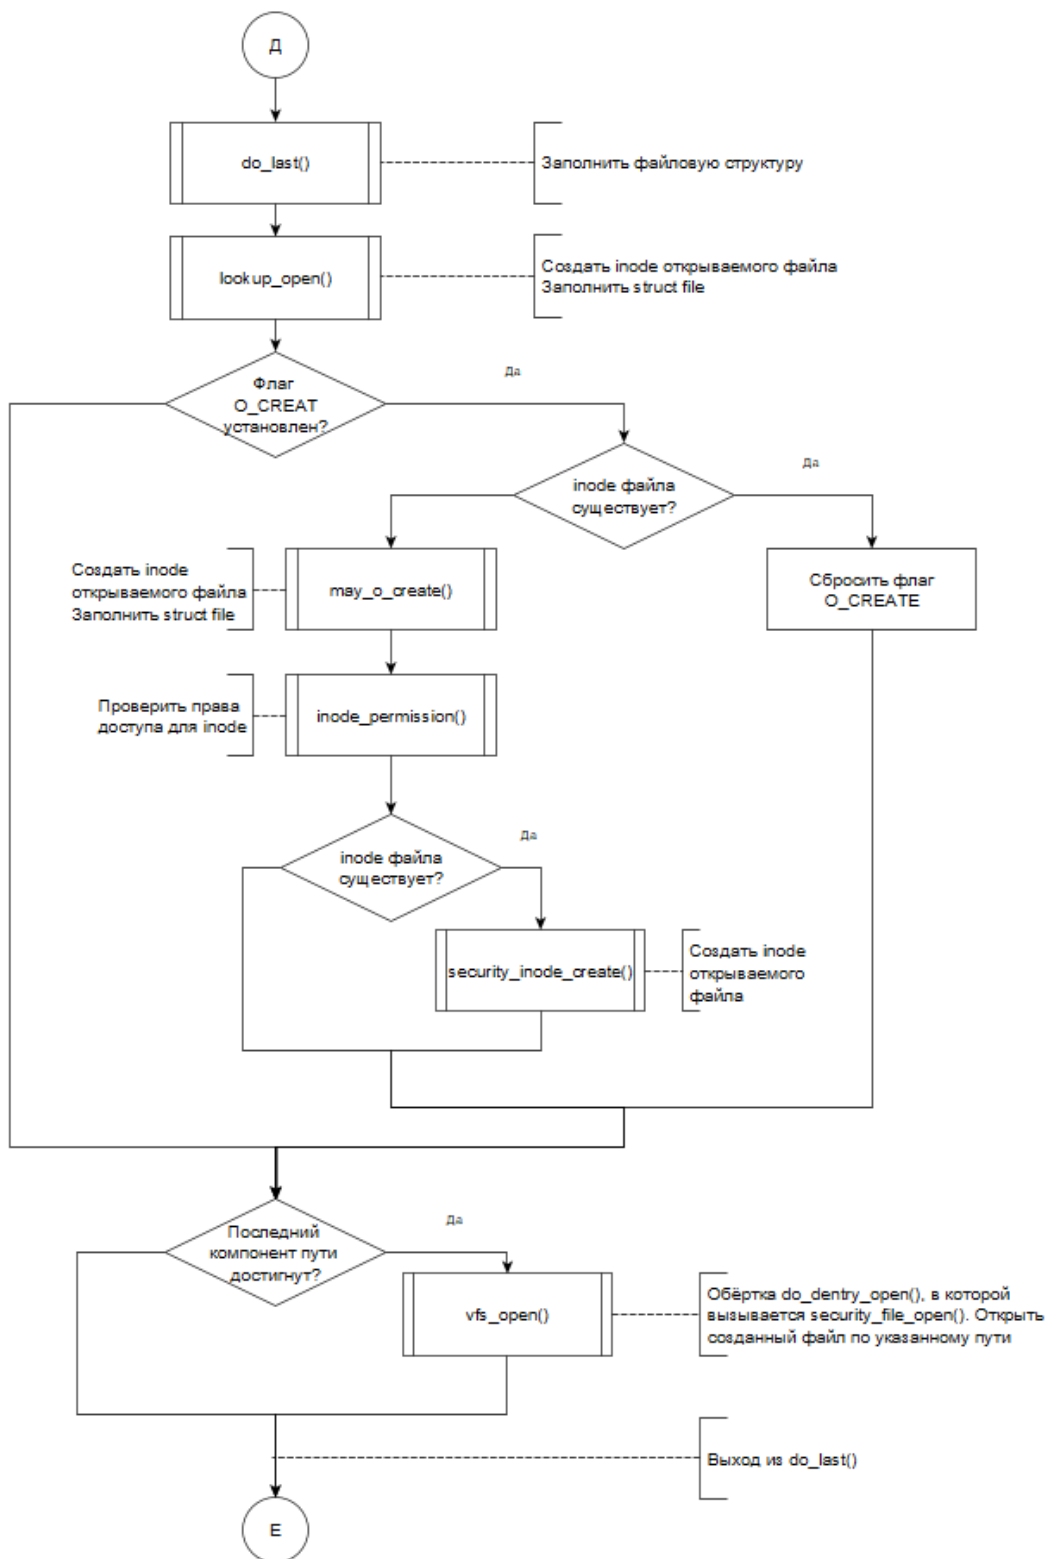 Д
do_last()
Заполнить файловую структуру
lookup_open()
Создать inode открываемого файла
Заполнить struct file
Флаг
O_CREAT
установлен?
Да
inode файла
существует?
Да
Создать inode
открываемого файла
Заполнить struct file
may_o_create()
Сбросить флаг
O_CREATE
Проверить права
доступа для inode
inode_permission()
inode файла
существует?
Да
security_inode_create()
Создать inode
открываемого
файла
Последний
компонент пути
достигнут?
Да
vfs_open()
Обёртка do_dentry_open(), в которой
вызывается security_file_open(). Открыть
созданный файл по указанному пути
Выход из do_last()
Е